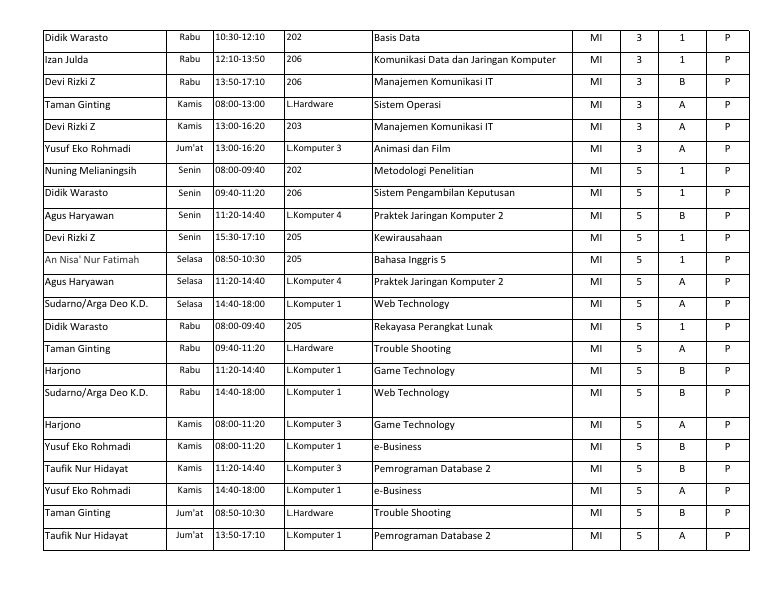 Didik Warasto Rabu 10:30-12:10 202 Basis Data MI 3 1 P
Izan Julda Rabu 12:10-13:50 206 Komunikasi Data dan Jaringan Komputer MI 3 1 P
Devi Rizki Z Rabu 13:50-17:10 206 Manajemen Komunikasi IT MI 3 B P
Taman Ginting Kamis 08:00-13:00 L.Hardware Sistem Operasi MI 3 A P
Devi Rizki Z Kamis 13:00-16:20 203 Manajemen Komunikasi IT MI 3 A P
Yusuf Eko Rohmadi Jum'at 13:00-16:20 L.Komputer 3 Animasi dan Film MI 3 A P
Nuning Melianingsih Senin 08:00-09:40 202 Metodologi Penelitian MI 5 1 P
Didik Warasto Senin 09:40-11:20 206 Sistem Pengambilan Keputusan MI 5 1 P
Agus Haryawan Senin 11:20-14:40 L.Komputer 4 Praktek Jaringan Komputer 2 MI 5 B P
Devi Rizki Z Senin 15:30-17:10 205 Kewirausahaan MI 5 1 P
An Nisa' Nur Fatimah Selasa 08:50-10:30 205 Bahasa Inggris 5 MI 5 1 P
Agus Haryawan Selasa 11:20-14:40 L.Komputer 4 Praktek Jaringan Komputer 2 MI 5 A P
Sudarno/Arga Deo K.D. Selasa 14:40-18:00 L.Komputer 1 Web Technology MI 5 A P
Didik Warasto Rabu 08:00-09:40 205 Rekayasa Perangkat Lunak MI 5 1 P
Taman Ginting Rabu 09:40-11:20 L.Hardware Trouble Shooting MI 5 A P
Harjono Rabu 11:20-14:40 L.Komputer 1 Game Technology MI 5 B P
Sudarno/Arga Deo K.D. Rabu 14:40-18:00 L.Komputer 1 Web Technology MI 5 B P
Harjono Kamis 08:00-11:20 L.Komputer 3 Game Technology MI 5 A P
Yusuf Eko Rohmadi Kamis 08:00-11:20 L.Komputer 1 e-Business MI 5 B P
Taufik Nur Hidayat Kamis 11:20-14:40 L.Komputer 3 Pemrograman Database 2 MI 5 B P
Yusuf Eko Rohmadi Kamis 14:40-18:00 L.Komputer 1 e-Business MI 5 A P
Taman Ginting Jum'at 08:50-10:30 L.Hardware Trouble Shooting MI 5 B P
Taufik Nur Hidayat Jum'at 13:50-17:10 L.Komputer 1 Pemrograman Database 2 MI 5 A P